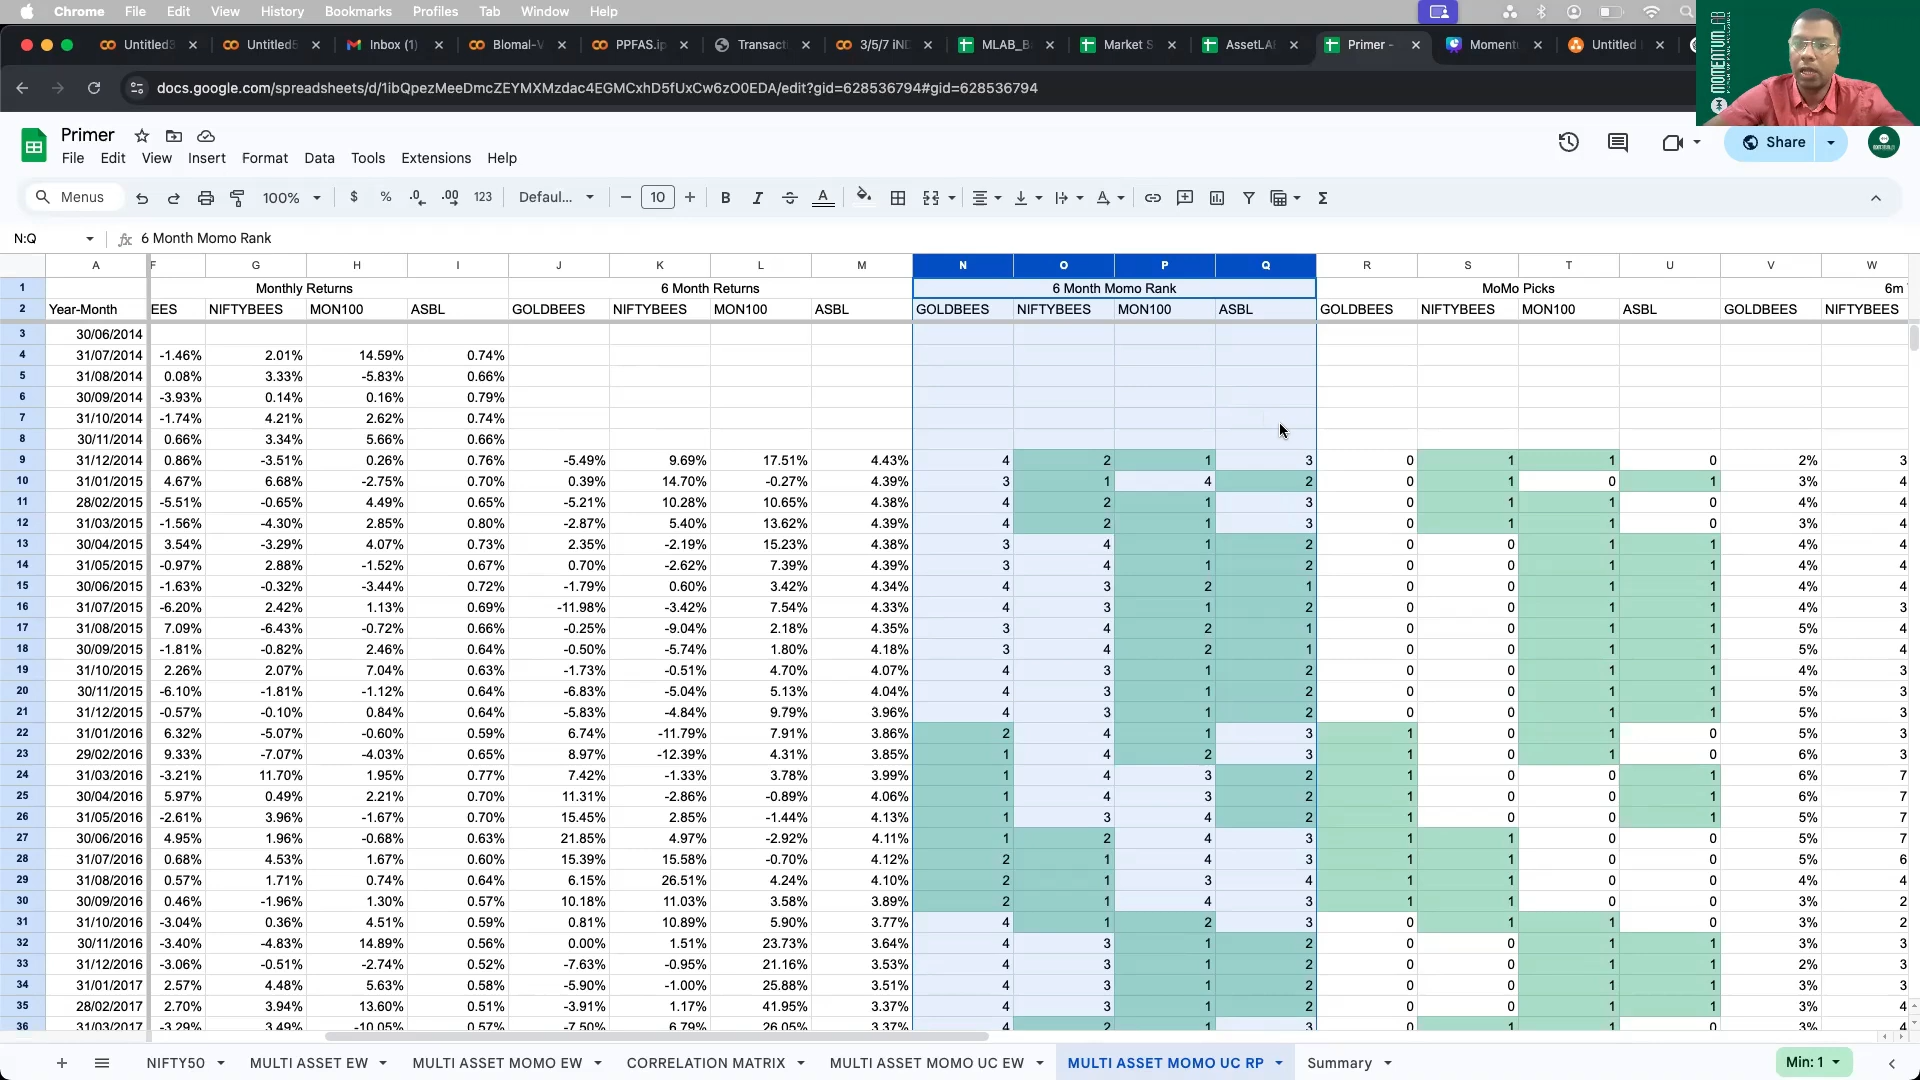 Chrome File Edit View History Bookmarks Profiles Tab Window Help
Untitled3 Untitled5 Inbox (1) Blomal-V PPFAS.ip Transacti 3/5/7 iND MLAB_B Market S AssetLAB Primer - Moment Untitled
docs.google.com/spreadsheets/d/1ibQpezMeeDmcZEYMXMzdac4EGMCxhD5fUxCw6zO0EDA/edit?gid=628536794#gid=628536794
MOMENTUM_LAB
Primer
File Edit View Insert Format Data Tools Extensions Help
Share
Menus 100% $ % .0 .00 123 Defaul... − 10 + B I A Σ
N:Q fx 6 Month Momo Rank
A F G H I J K L M N O P Q R S T U V W
1 Monthly Returns 6 Month Returns 6 Month Momo Rank MoMo Picks 6m
2 Year-Month EES NIFTYBEES MON100 ASBL GOLDBEES NIFTYBEES MON100 ASBL GOLDBEES NIFTYBEES MON100 ASBL GOLDBEES NIFTYBEES MON100 ASBL GOLDBEES NIFTYBEES
3 30/06/2014
4 31/07/2014 -1.46% 2.01% 14.59% 0.74%
5 31/08/2014 0.08% 3.33% -5.83% 0.66%
6 30/09/2014 -3.93% 0.14% 0.16% 0.79%
7 31/10/2014 -1.74% 4.21% 2.62% 0.74%
8 30/11/2014 0.66% 3.34% 5.66% 0.66%
9 31/12/2014 0.86% -3.51% 0.26% 0.76% -5.49% 9.69% 17.51% 4.43% 4 2 1 3 0 1 1 0 2% 3
10 31/01/2015 4.67% 6.68% -2.75% 0.70% 0.39% 14.70% -0.27% 4.39% 3 1 4 2 0 1 0 1 3% 4
11 28/02/2015 -5.51% -0.65% 4.49% 0.65% -5.21% 10.28% 10.65% 4.38% 4 2 1 3 0 1 1 0 4% 4
12 31/03/2015 -1.56% -4.30% 2.85% 0.80% -2.87% 5.40% 13.62% 4.39% 4 2 1 3 0 1 1 0 3% 4
13 30/04/2015 3.54% -3.29% 4.07% 0.73% 2.35% -2.19% 15.23% 4.38% 3 4 1 2 0 0 1 1 4% 4
14 31/05/2015 -0.97% 2.88% -1.52% 0.67% 0.70% -2.62% 7.39% 4.39% 3 4 1 2 0 0 1 1 4% 4
15 30/06/2015 -1.63% -0.32% -3.44% 0.72% -1.79% 0.60% 3.42% 4.34% 4 3 2 1 0 0 1 1 4% 4
16 31/07/2015 -6.20% 2.42% 1.13% 0.69% -11.98% -3.42% 7.54% 4.33% 4 3 1 2 0 0 1 1 4% 3
17 31/08/2015 7.09% -6.43% -0.72% 0.66% -0.25% -9.04% 2.18% 4.35% 3 4 2 1 0 0 1 1 5% 4
18 30/09/2015 -1.81% -0.82% 2.46% 0.64% -0.50% -5.74% 1.80% 4.18% 3 4 2 1 0 0 1 1 5% 4
19 31/10/2015 2.26% 2.07% 7.04% 0.63% -1.73% -0.51% 4.70% 4.07% 4 3 1 2 0 0 1 1 4% 3
20 30/11/2015 -6.10% -1.81% -1.12% 0.64% -6.83% -5.04% 5.13% 4.04% 4 3 1 2 0 0 1 1 5% 3
21 31/12/2015 -0.57% -0.10% 0.84% 0.64% -5.83% -4.84% 9.79% 3.96% 4 3 1 2 0 0 1 1 5% 3
22 31/01/2016 6.32% -5.07% -0.60% 0.59% 6.74% -11.79% 7.91% 3.86% 2 4 1 3 1 0 1 0 5% 3
23 29/02/2016 9.33% -7.07% -4.03% 0.65% 8.97% -12.39% 4.31% 3.85% 1 4 2 3 1 0 1 0 6% 3
24 31/03/2016 -3.21% 11.70% 1.95% 0.77% 7.42% -1.33% 3.78% 3.99% 1 4 3 2 1 0 0 1 6% 7
25 30/04/2016 5.97% 0.49% 2.21% 0.70% 11.31% -2.86% -0.89% 4.06% 1 4 3 2 1 0 0 1 6% 7
26 31/05/2016 -2.61% 3.96% -1.67% 0.70% 15.45% 2.85% -1.44% 4.13% 1 3 4 2 1 0 0 1 5% 7
27 30/06/2016 4.95% 1.96% -0.68% 0.63% 21.85% 4.97% -2.92% 4.11% 1 2 4 3 1 1 0 0 5% 7
28 31/07/2016 0.68% 4.53% 1.67% 0.60% 15.39% 15.58% -0.70% 4.12% 2 1 4 3 1 1 0 0 5% 6
29 31/08/2016 0.57% 1.71% 0.74% 0.64% 6.15% 26.51% 4.24% 4.10% 2 1 3 4 1 1 0 0 4% 4
30 30/09/2016 0.46% -1.96% 1.30% 0.57% 10.18% 11.03% 3.58% 3.89% 2 1 4 3 1 1 0 0 3% 2
31 31/10/2016 -3.04% 0.36% 4.51% 0.59% 0.81% 10.89% 5.90% 3.77% 4 1 2 3 0 1 1 0 3% 2
32 30/11/2016 -3.40% -4.83% 14.89% 0.56% 0.00% 1.51% 23.73% 3.64% 4 3 1 2 0 0 1 1 3% 3
33 31/12/2016 -3.06% -0.51% -2.74% 0.52% -7.63% -0.95% 21.16% 3.53% 4 3 1 2 0 0 1 1 2% 3
34 31/01/2017 2.57% 4.48% 5.63% 0.58% -5.90% -1.00% 25.88% 3.51% 4 3 1 2 0 0 1 1 3% 3
35 28/02/2017 2.70% 3.94% 13.60% 0.51% -3.91% 1.17% 41.95% 3.37% 4 3 1 2 0 0 1 1 3% 4
36 31/03/2017 -3.29% 3.49% -10.05% 0.57% -7.50% 6.79% 26.05% 3.37% 4 2 1 3 0 1 1 0 3% 4
+ NIFTY50 MULTI ASSET EW MULTI ASSET MOMO EW CORRELATION MATRIX MULTI ASSET MOMO UC EW MULTI ASSET MOMO UC RP Summary Min: 1